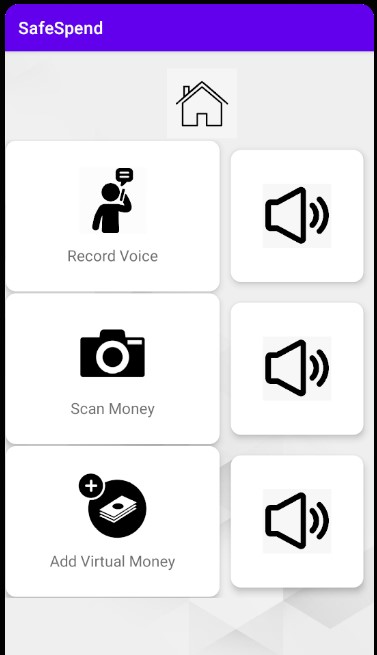 SafeSpend
Record Voice
Scan Money
Add Virtual Money